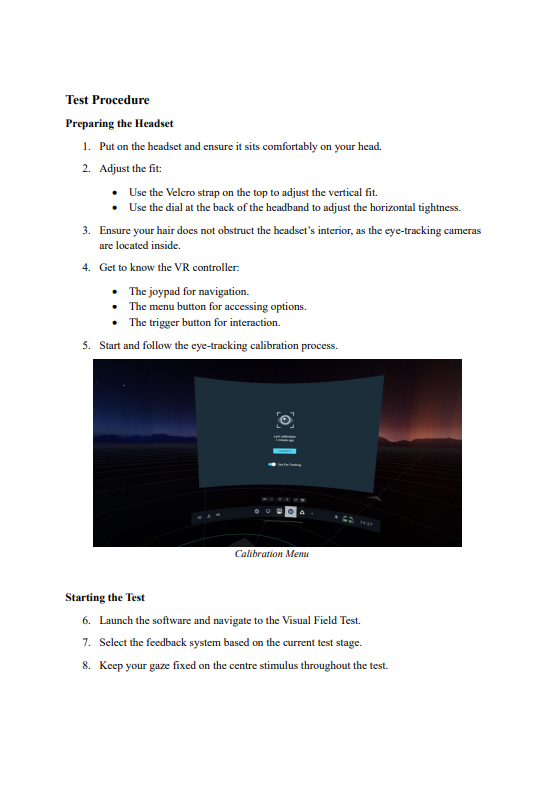 Test Procedure
Preparing the Headset
1. Put on the headset and ensure it sits comfortably on your head.
2. Adjust the fit:
• Use the Velcro strap on the top to adjust the vertical fit.
• Use the dial at the back of the headband to adjust the horizontal tightness.
3. Ensure your hair does not obstruct the headset's interior, as the eye-tracking cameras
are located inside.
4. Get to know the VR controller:
• The joypad for navigation.
• The menu button for accessing options.
• The trigger button for interaction.
5. Start and follow the eye-tracking calibration process.
Last calibration
1 minute ago
Use Eye Tracking
14:27
Calibration Menu
Starting the Test
6. Launch the software and navigate to the Visual Field Test.
7. Select the feedback system based on the current test stage.
8. Keep your gaze fixed on the centre stimulus throughout the test.